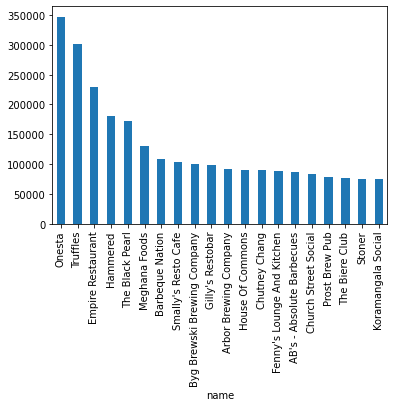 350000
300000
250000
200000
150000
100000
50000
0
Onesta
Truffles
Empire Restaurant
Hammered
The Black Pearl
Meghana Foods
Barbeque Nation
Smally's Resto Cafe
Byg Brewski Brewing Company
Gilly's Restobar
Arbor Brewing Company
House Of Commons
Chutney Chang
Fenny's Lounge And Kitchen
AB's - Absolute Barbecues
Church Street Social
Prost Brew Pub
The Biere Club
Stoner
Koramangala Social
name